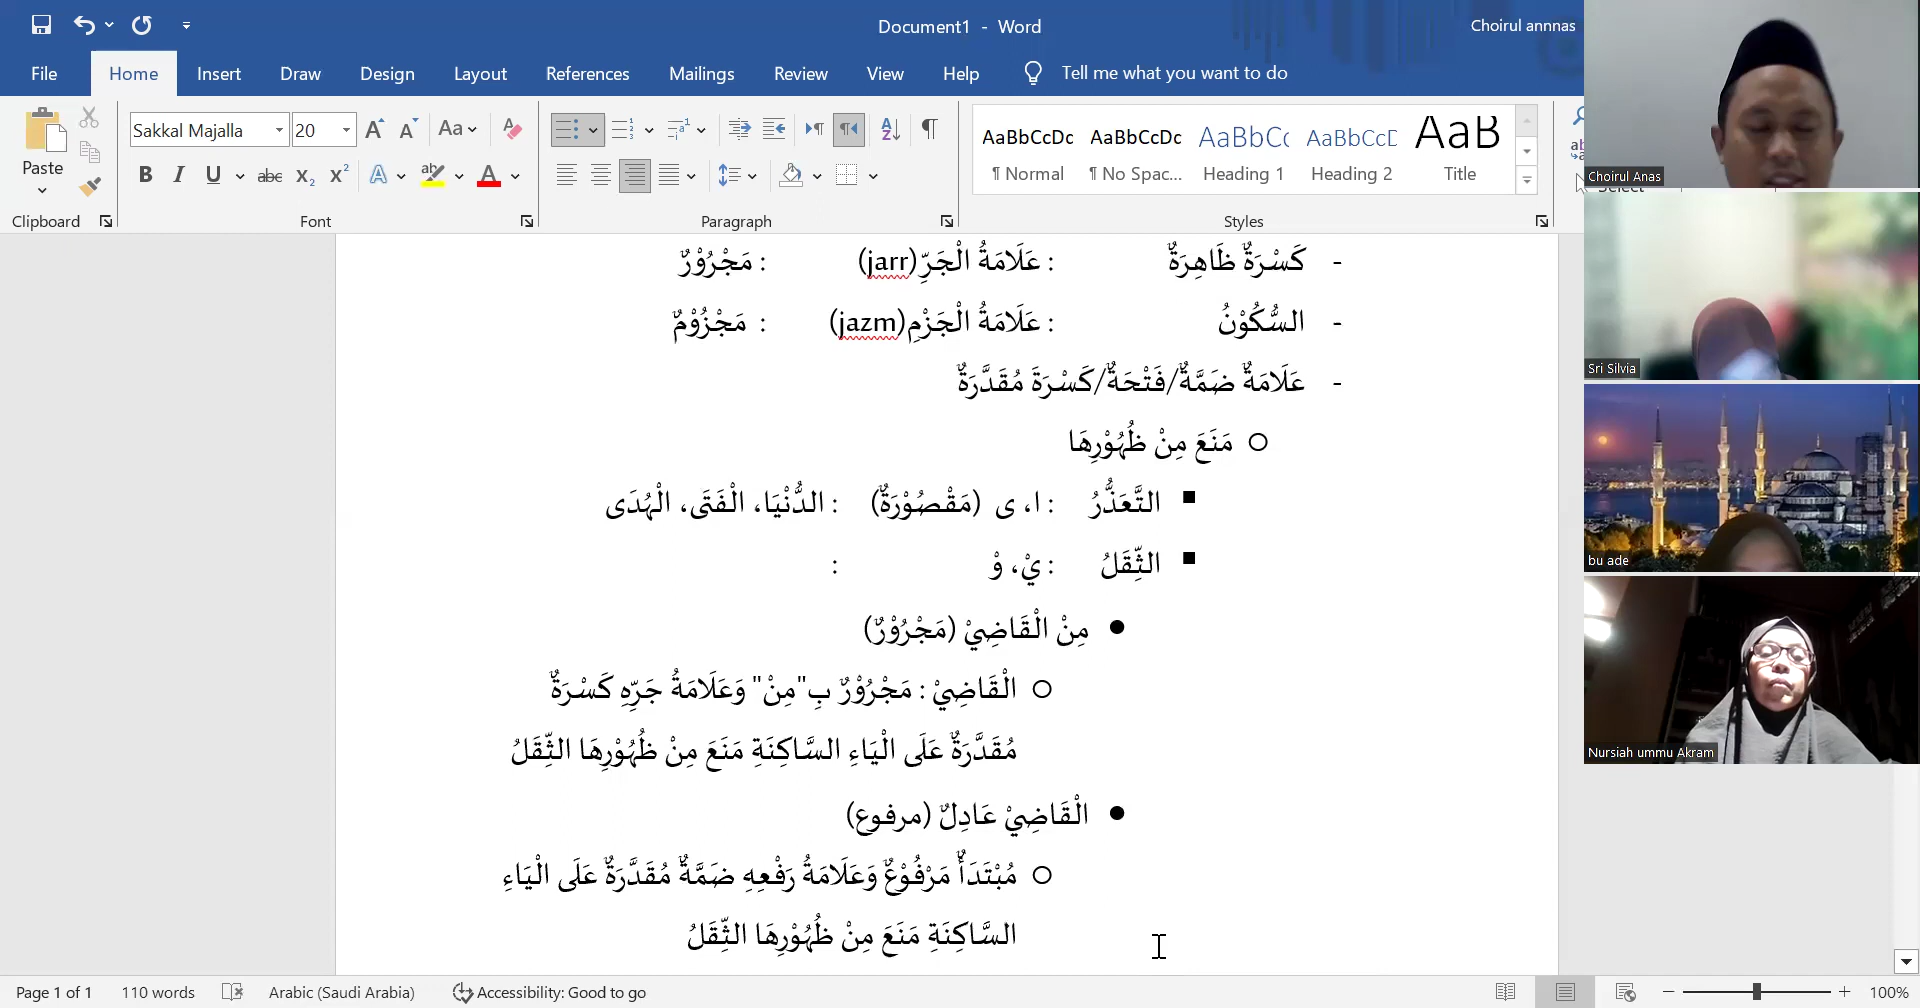 Document1 - Word
Choirul annnas
File Home Insert Draw Design Layout References Mailings Review View Help Tell me what you want to do
Paste
Clipboard
Sakkal Majalla 20
Font
Paragraph
AaBbCcDc AaBbCcDc AaBbCc AaBbCcD AaB
¶ Normal ¶ No Spac... Heading 1 Heading 2 Title
Styles
Select
- كَسْرَةٌ ظَاهِرَةٌ : عَلَامَةُ الْجَرِّ(jarr) : مَجْرُوْرٌ
- السُّكُوْنُ : عَلَامَةُ الْجَزْمِ(jazm) : مَجْزُوْمٌ
- عَلَامَةٌ ضَمَّةٌ/فَتْحَةٌ/كَسْرَةَ مُقَدَّرَةٌ
○ مَنَعَ مِنْ ظُهُوْرِهَا
▪ التَّعَذُّرُ : ا، ى (مَقْصُوْرَةٌ) : الدُّنْيَا، الْفَتَى، الْهُدَى
▪ الثِّقَلُ : يْ، وْ :
• مِنْ الْقَاضِيْ (مَجْرُوْرٌ)
○ الْقَاضِيْ : مَجْرُوْرٌ بِ"مِنْ" وَعَلَامَةُ جَرِّهِ كَسْرَةٌ
مُقَدَّرَةٌ عَلَى الْيَاءِ السَّاكِنَةِ مَنَعَ مِنْ ظُهُوْرِهَا الثِّقَلُ
• الْقَاضِيْ عَادِلٌ (مرفوع)
○ مُبْتَدَأٌ مَرْفُوْعٌ وَعَلَامَةُ رَفْعِهِ ضَمَّةٌ مُقَدَّرَةٌ عَلَى الْيَاءِ
السَّاكِنَةِ مَنَعَ مِنْ ظُهُوْرِهَا الثِّقَلُ
Choirul Anas
Sri Silvia
bu ade
Nursiah ummu Akram
Page 1 of 1 110 words Arabic (Saudi Arabia) Accessibility: Good to go 100%